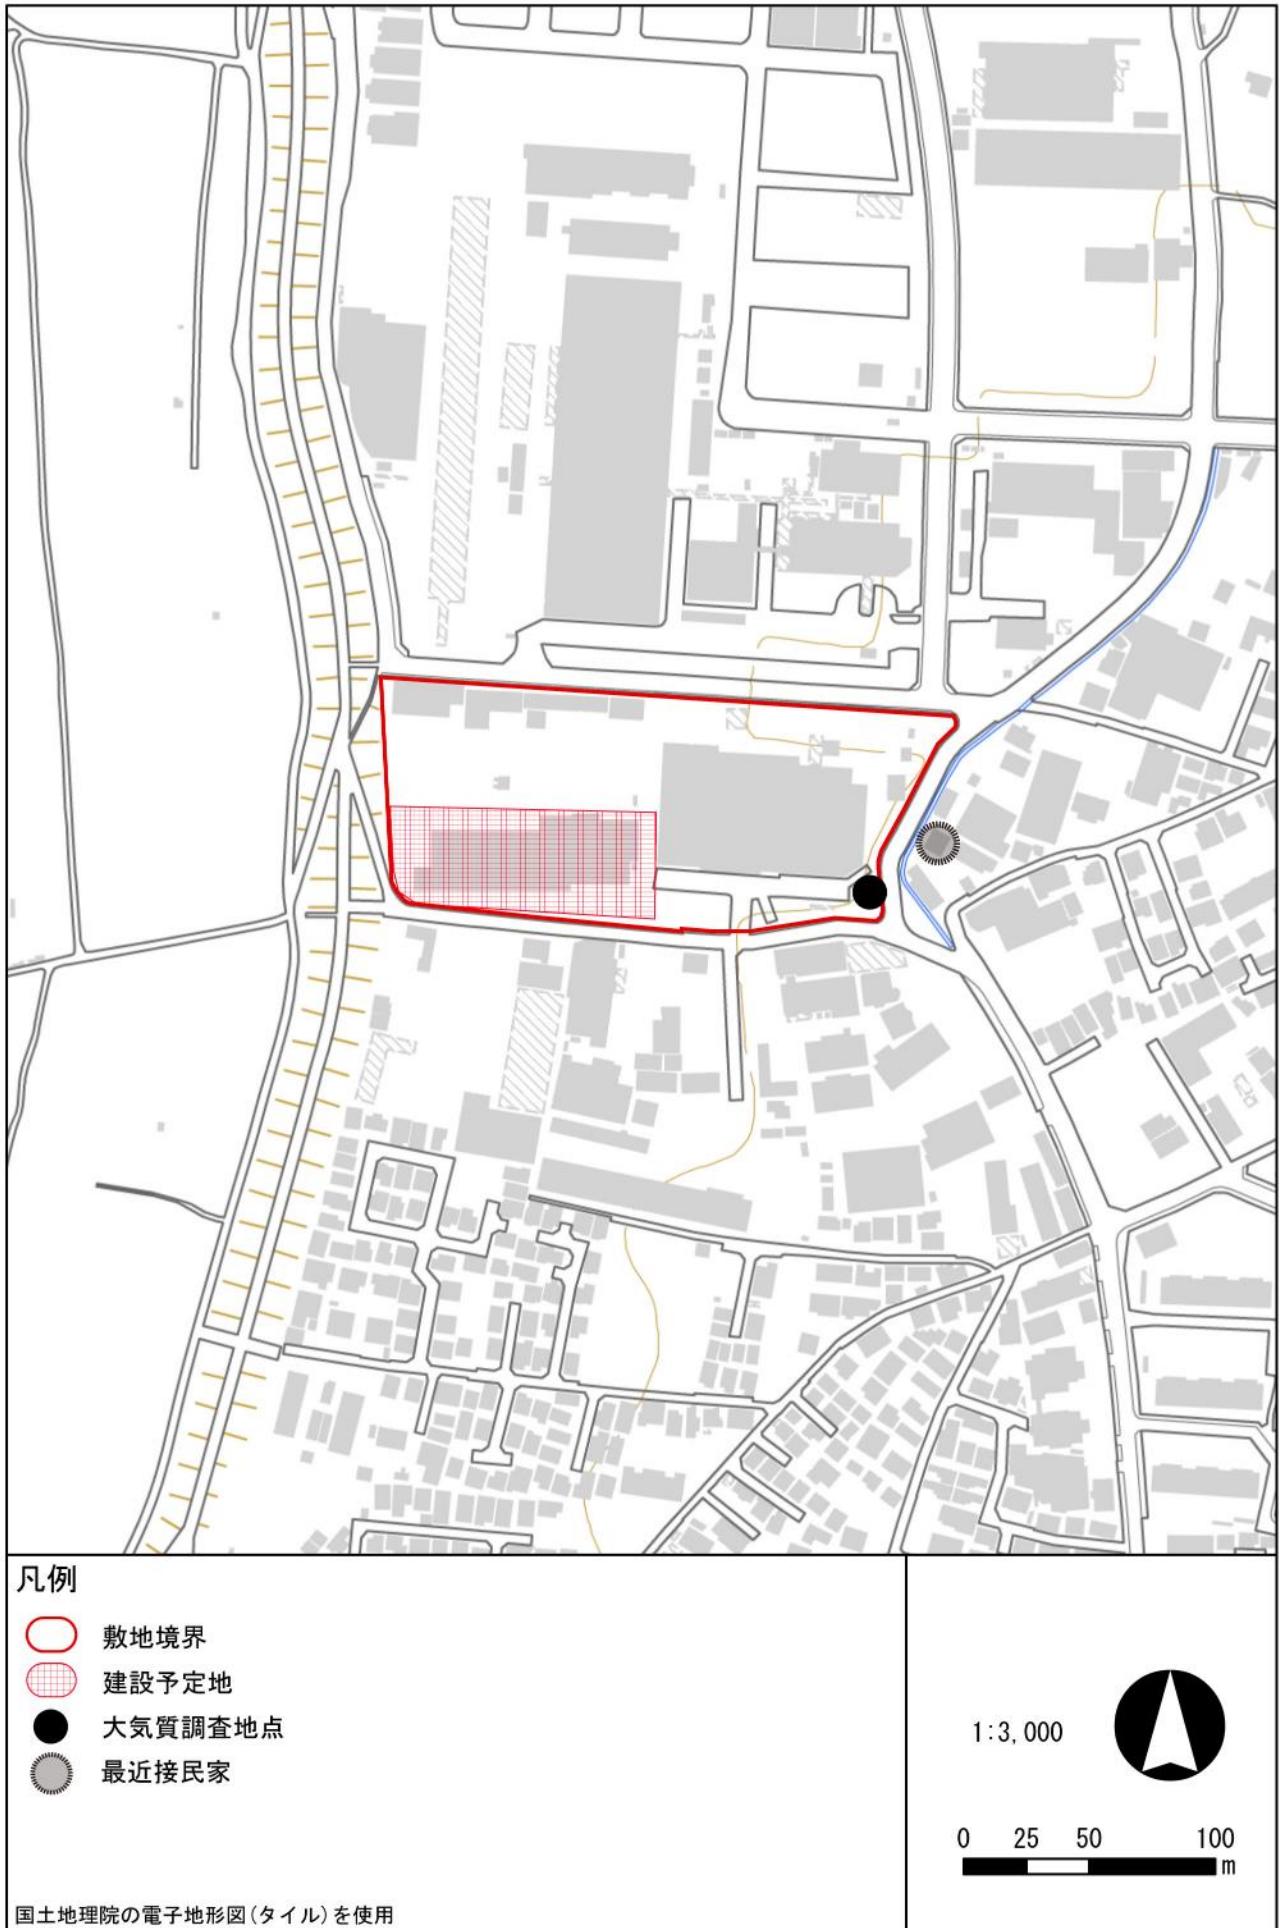 凡例
敷地境界
建設予定地
大気質調査地点
最近接民家
国土地理院の電子地形図(タイル)を使用
1:3,000
0 25 50 100
m